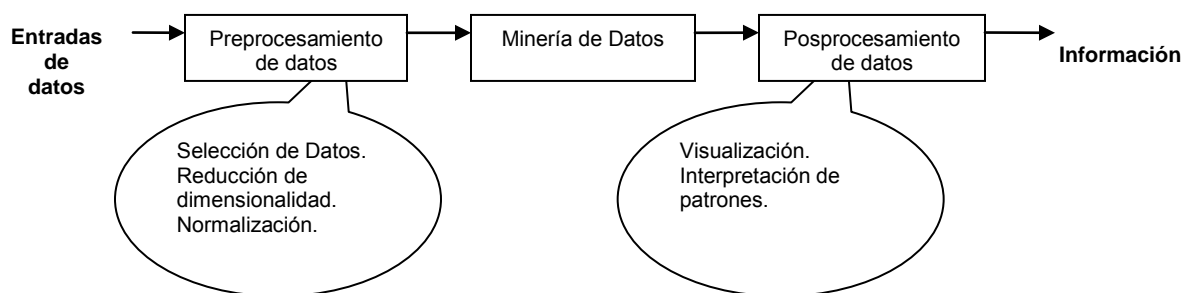 Entradas
de
datos
Preprocesamiento
de datos
Minería de Datos
Posprocesamiento
de datos
Información
Selección de Datos.
Reducción de
dimensionalidad.
Normalización.
Visualización.
Interpretación de
patrones.